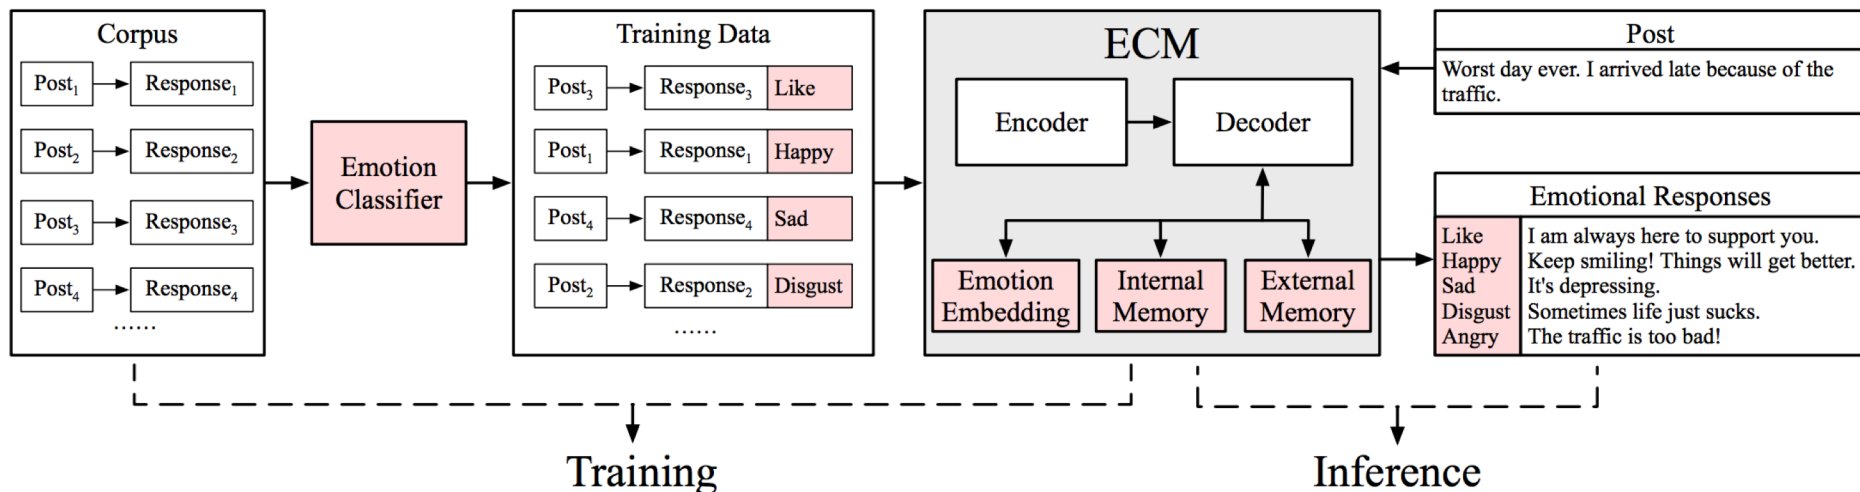 Corpus
Post1 Response1
Post2 Response2
Post3 Response3
Post4 Response4
......
Emotion
Classifier
Training Data
Post3 Response3 Like
Post1 Response1 Happy
Post4 Response4 Sad
Post2 Response2 Disgust
......
ECM
Encoder
Decoder
Emotion
Embedding
Internal
Memory
External
Memory
Post
Worst day ever. I arrived late because of the
traffic.
Emotional Responses
Like I am always here to support you.
Happy Keep smiling! Things will get better.
Sad It's depressing.
Disgust Sometimes life just sucks.
Angry The traffic is too bad!
Training
Inference